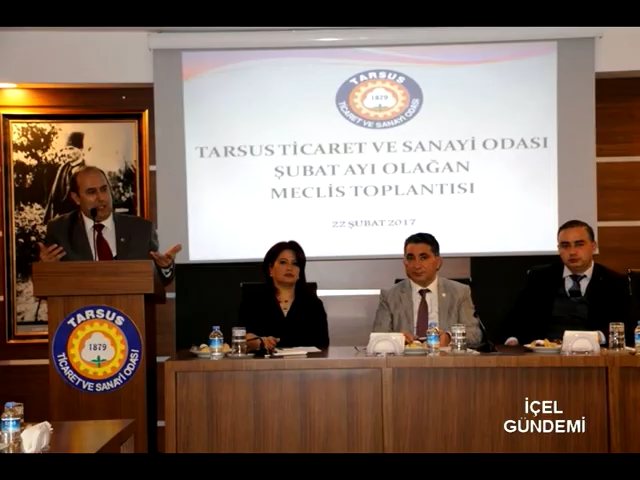 TARSUS
1879
TİCARET VE SANAYİ ODASI
TARSUS TİCARET VE SANAYİ ODASI
ŞUBAT AYI OLAĞAN
MECLİS TOPLANTISI
22 ŞUBAT 2017
TARSUS
1879
TİCARET VE SANAYİ ODASI
İÇEL
GÜNDEMİ